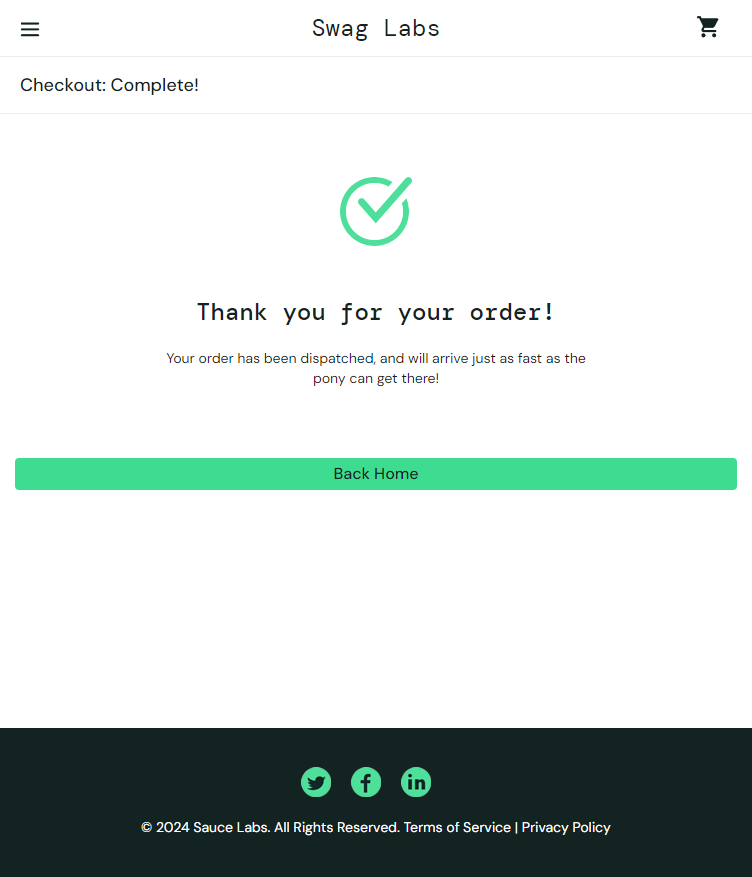 Swag Labs
Checkout: Complete!
Thank you for your order!
Your order has been dispatched, and will arrive just as fast as the
pony can get there!
Back Home
© 2024 Sauce Labs. All Rights Reserved. Terms of Service | Privacy Policy